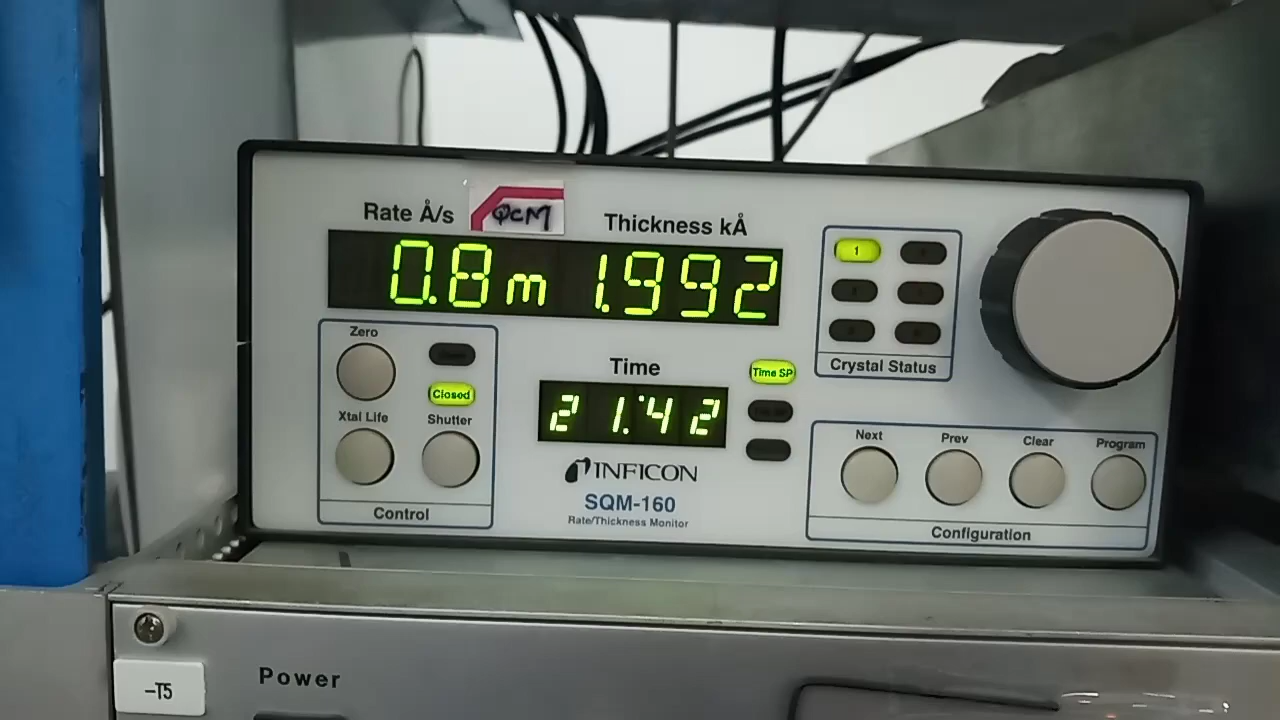 Rate Å/s
QCM
Thickness kÅ
0.8 m 1.992
1
Zero
Closed
Xtal Life
Shutter
Control
Time
Time SP
21:42
INFICON
SQM-160
Rate/Thickness Monitor
Crystal Status
Next
Prev
Clear
Program
Configuration
Power
–T5